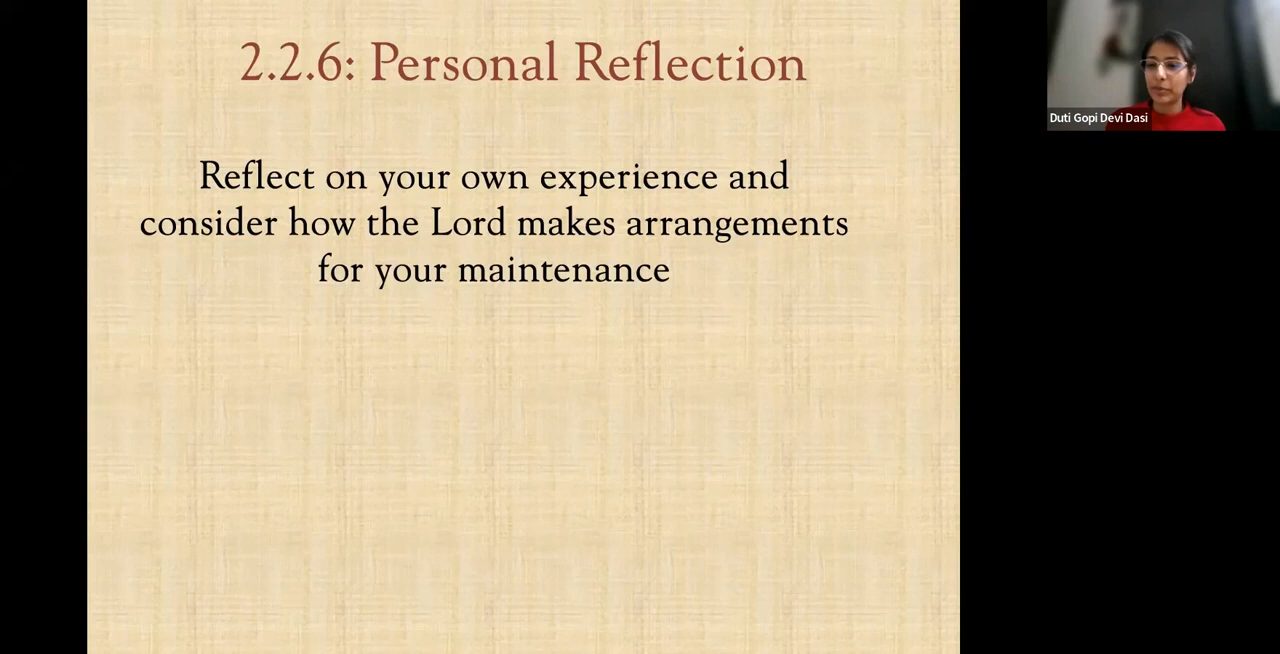 2.2.6: Personal Reflection
Reflect on your own experience and
consider how the Lord makes arrangements
for your maintenance
Duti Gopi Devi Dasi